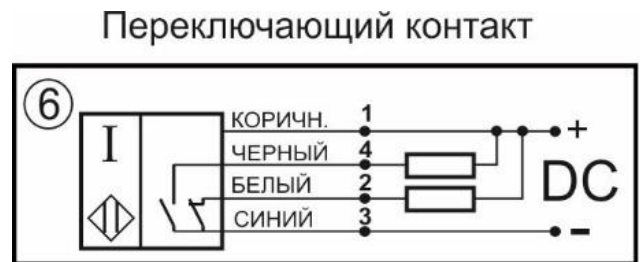 Переключающий контакт
6
I
КОРИЧН. 1 +
ЧЕРНЫЙ 4
БЕЛЫЙ 2
DC
СИНИЙ 3 -